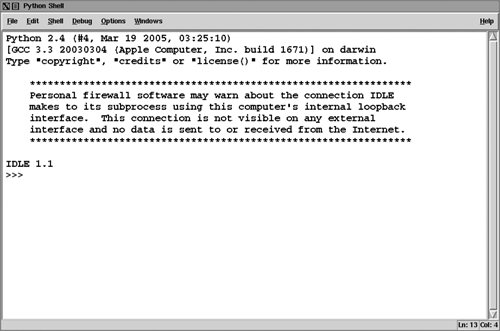 Python Shell
File Edit Shell Debug Options Windows Help
Python 2.4 (#4, Mar 19 2005, 03:25:10)
[GCC 3.3 20030304 (Apple Computer, Inc. build 1671)] on darwin
Type "copyright", "credits" or "license()" for more information.
****************************************************************
Personal firewall software may warn about the connection IDLE
makes to its subprocess using this computer's internal loopback
interface.  This connection is not visible on any external
interface and no data is sent to or received from the Internet.
****************************************************************
IDLE 1.1
>>>
Ln: 13 Col: 4